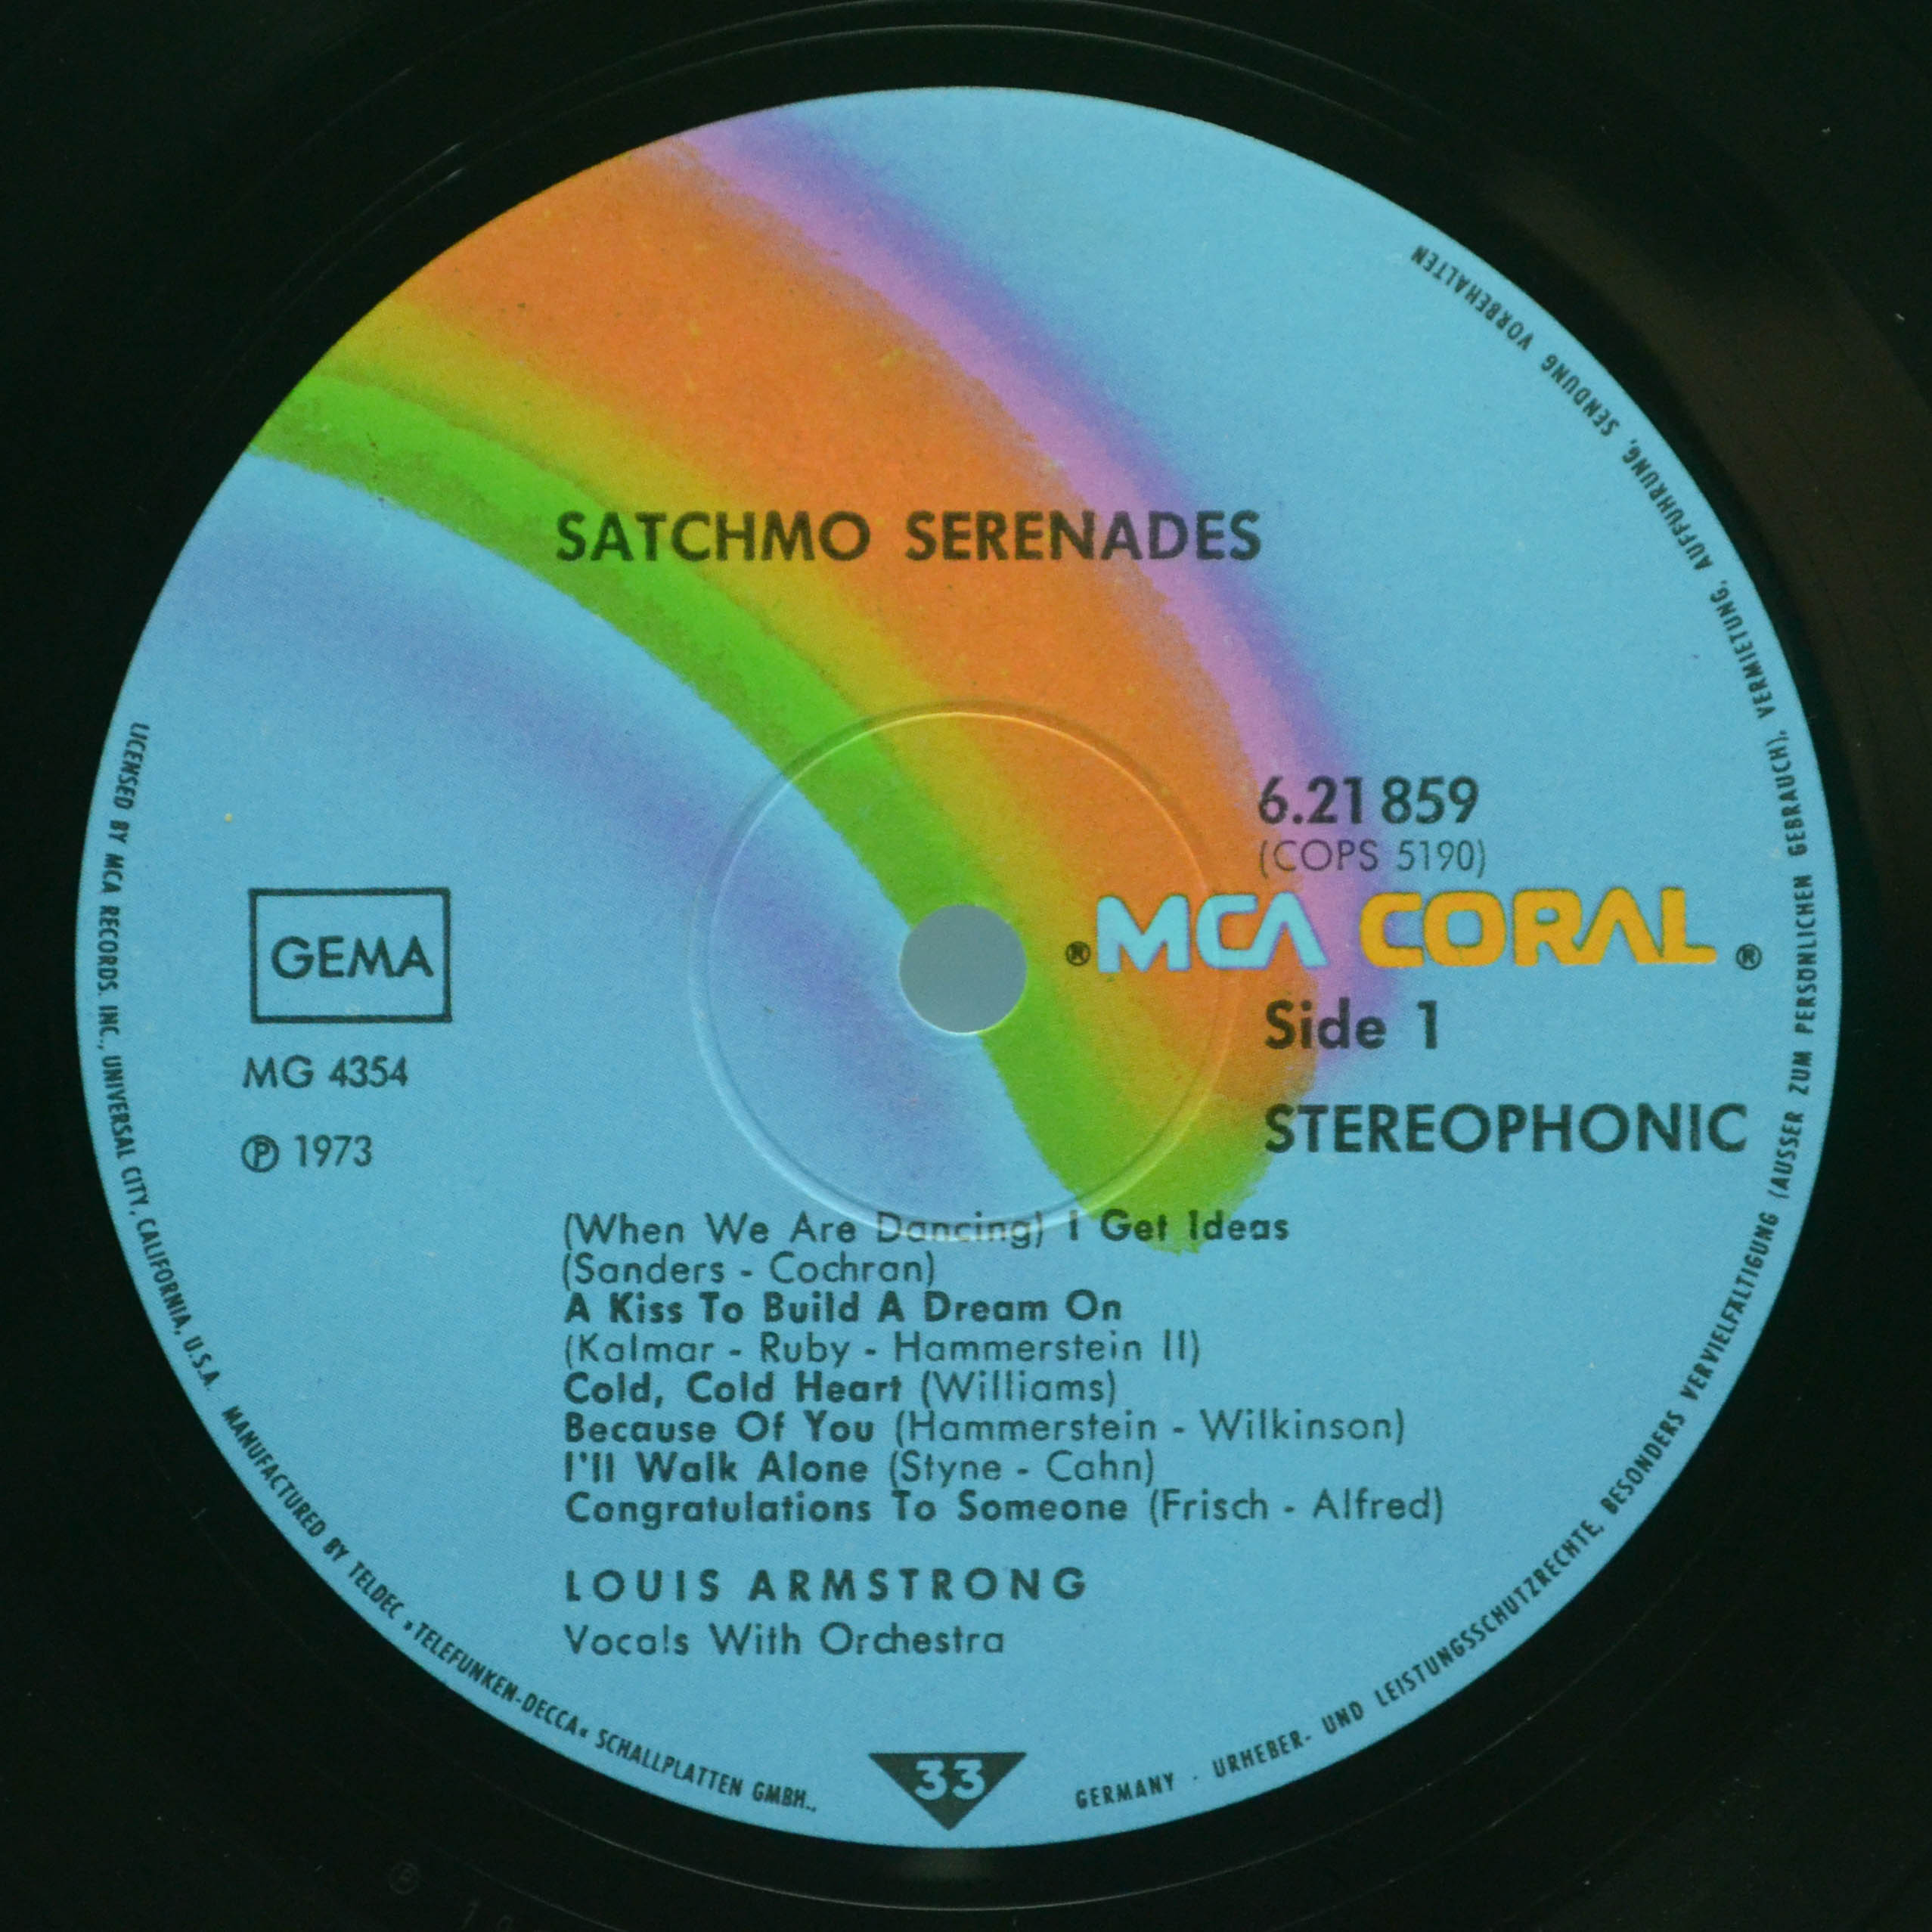 SATCHMO SERENADES
6.21 859
(COPS 5190)
® MCA CORAL ®
GEMA
Side 1
MG 4354
STEREOPHONIC
℗ 1973
(When We Are Dancing) I Get Ideas
(Sanders - Cochran)
A Kiss To Build A Dream On
(Kalmar - Ruby - Hammerstein II)
Cold, Cold Heart (Williams)
Because Of You (Hammerstein - Wilkinson)
I'll Walk Alone (Styne - Cahn)
Congratulations To Someone (Frisch - Alfred)
LOUIS ARMSTRONG
Vocals With Orchestra
33
LICENSED BY MCA RECORDS. INC., UNIVERSAL CITY, CALIFORNIA, U.S.A. MANUFACTURED BY TELDEC »TELEFUNKEN-DECCA« SCHALLPLATTEN GMBH.,
GERMANY · URHEBER- UND LEISTUNGSSCHUTZRECHTE, BESONDERS VERVIELFÄLTIGUNG (AUSSER ZUM PERSÖNLICHEN GEBRAUCH), VERMIETUNG, AUFFÜHRUNG, SENDUNG VORBEHALTEN